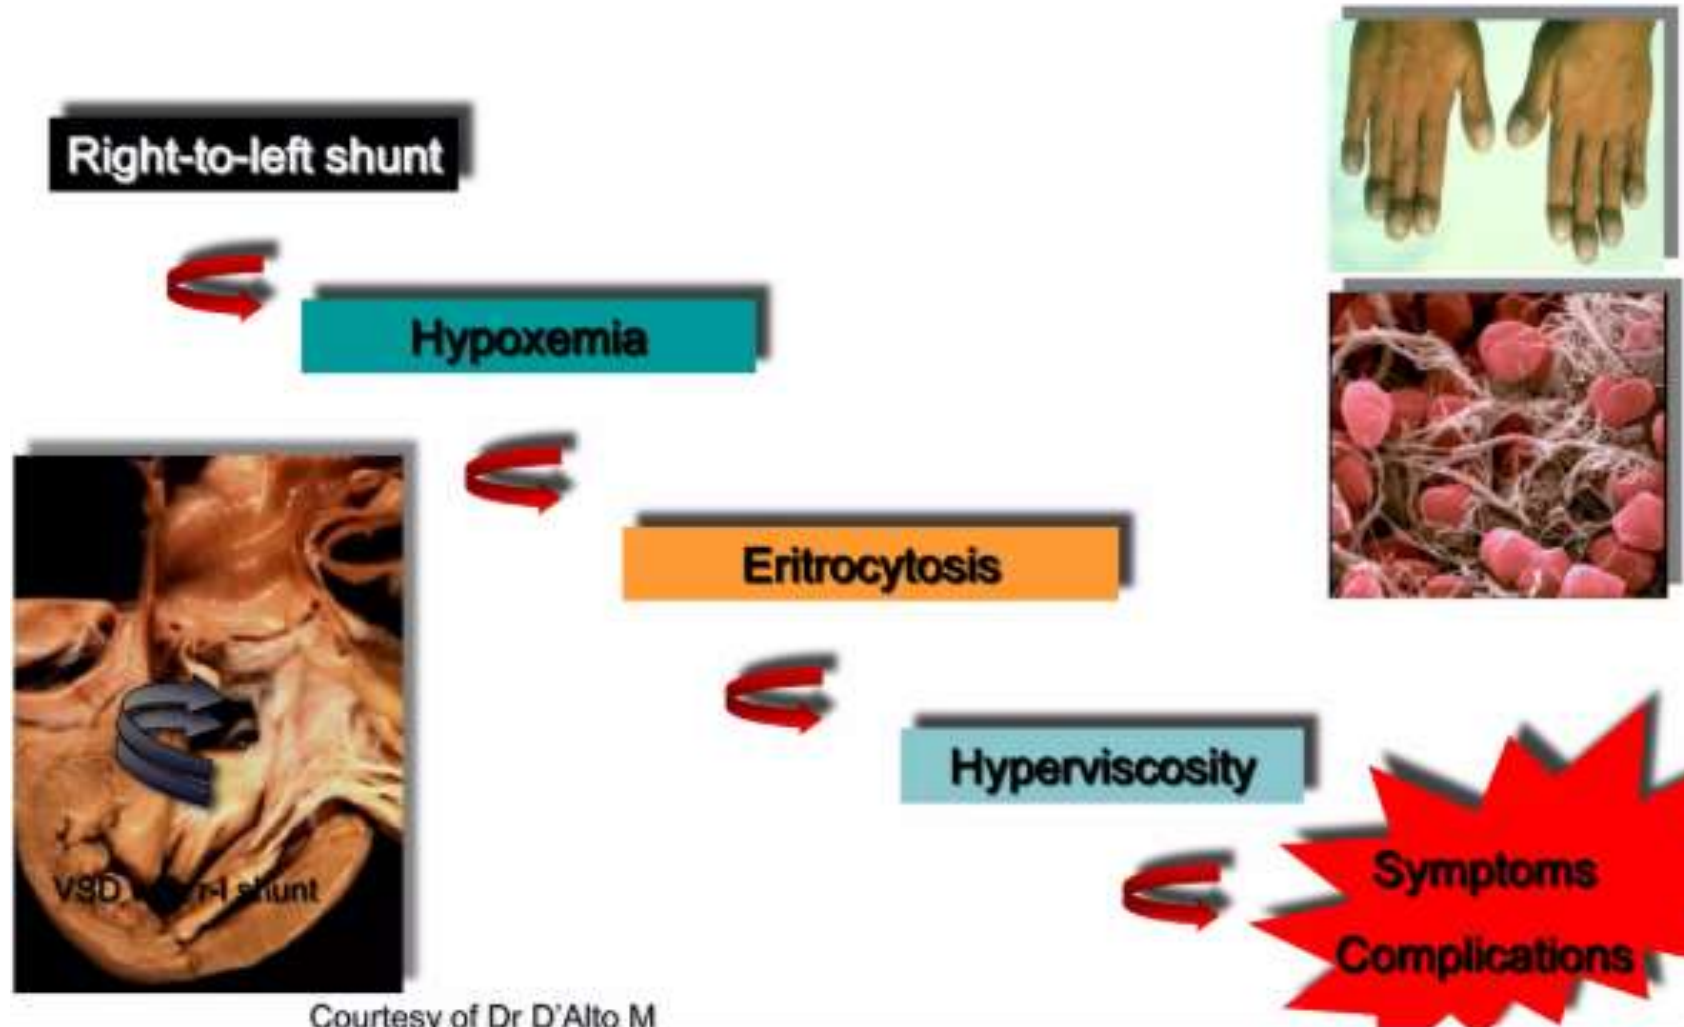 Right-to-left shunt
Hypoxemia
Eritrocytosis
Hyperviscosity
Symptoms
Complications
VSD r-l shunt
Courtesy of Dr D'Alto M